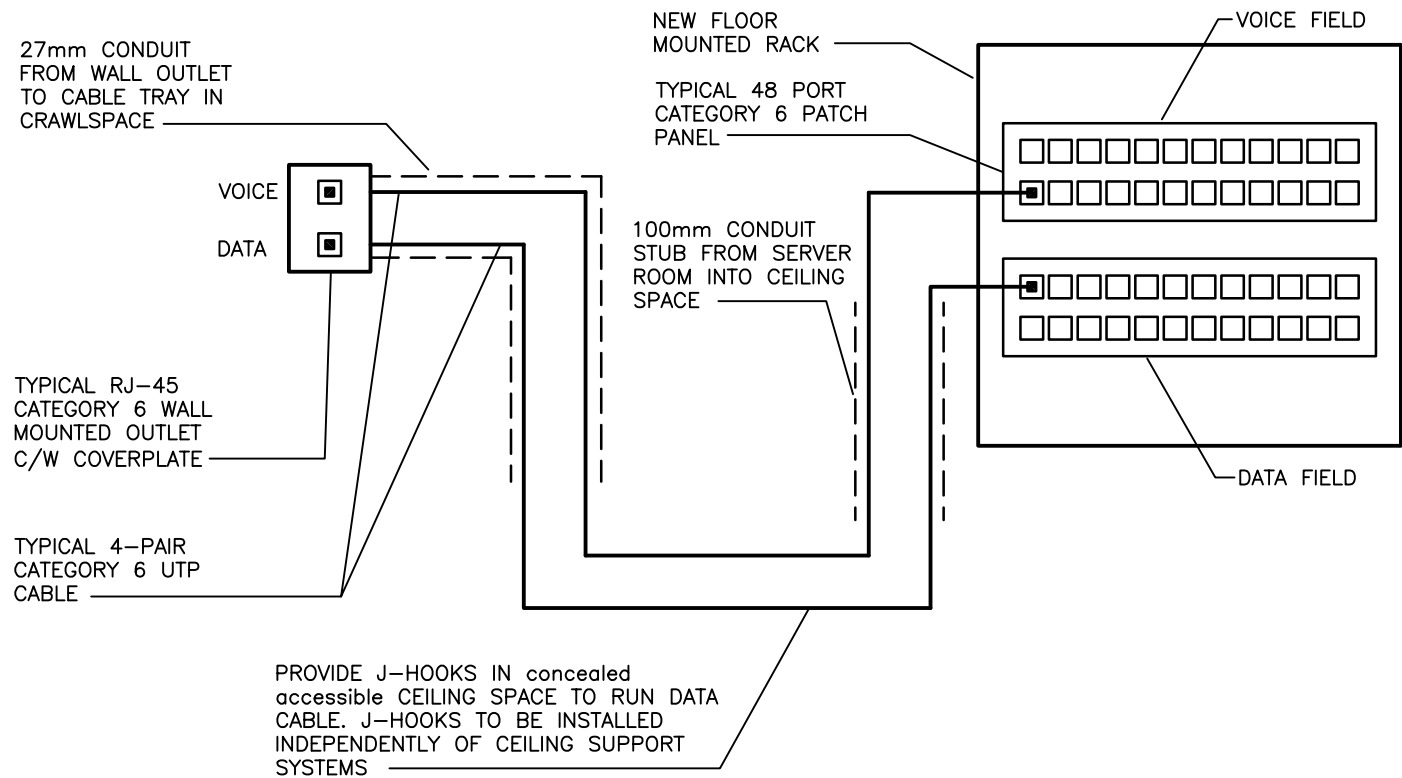 27mm CONDUIT
FROM WALL OUTLET
TO CABLE TRAY IN
CRAWLSPACE
NEW FLOOR
MOUNTED RACK
VOICE FIELD
TYPICAL 48 PORT
CATEGORY 6 PATCH
PANEL
VOICE
DATA
100mm CONDUIT
STUB FROM SERVER
ROOM INTO CEILING
SPACE
TYPICAL RJ-45
CATEGORY 6 WALL
MOUNTED OUTLET
C/W COVERPLATE
DATA FIELD
TYPICAL 4-PAIR
CATEGORY 6 UTP
CABLE
PROVIDE J-HOOKS IN concealed
accessible CEILING SPACE TO RUN DATA
CABLE. J-HOOKS TO BE INSTALLED
INDEPENDENTLY OF CEILING SUPPORT
SYSTEMS